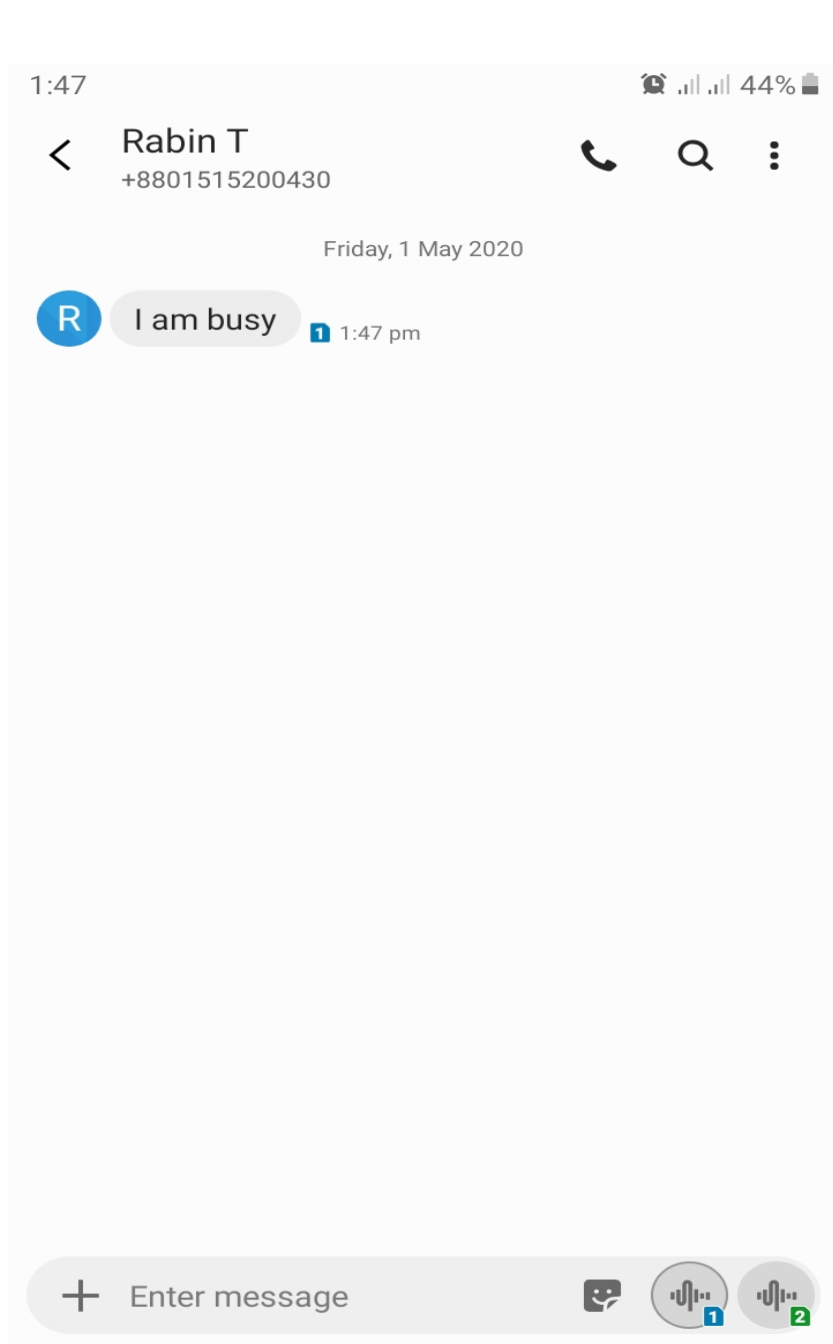 1:47 44%
Rabin T
+8801515200430
Friday, 1 May 2020
R I am busy 1 1:47 pm
Enter message 1 2